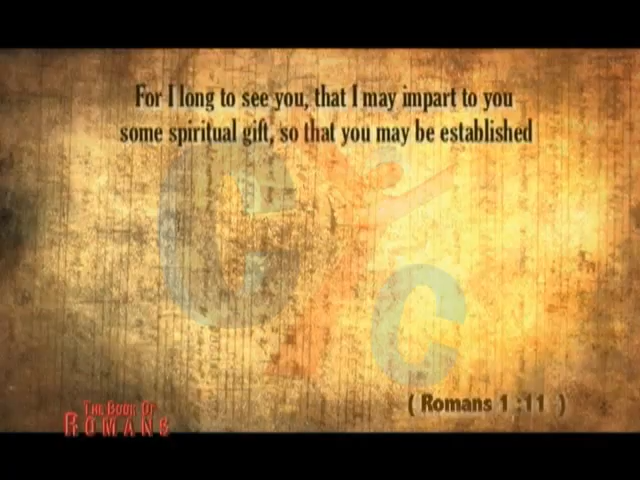 For I long to see you, that I may impart to you
some spiritual gift, so that you may be established
C C
( Romans 1 :11 )
THE BOOK OF
ROMANS